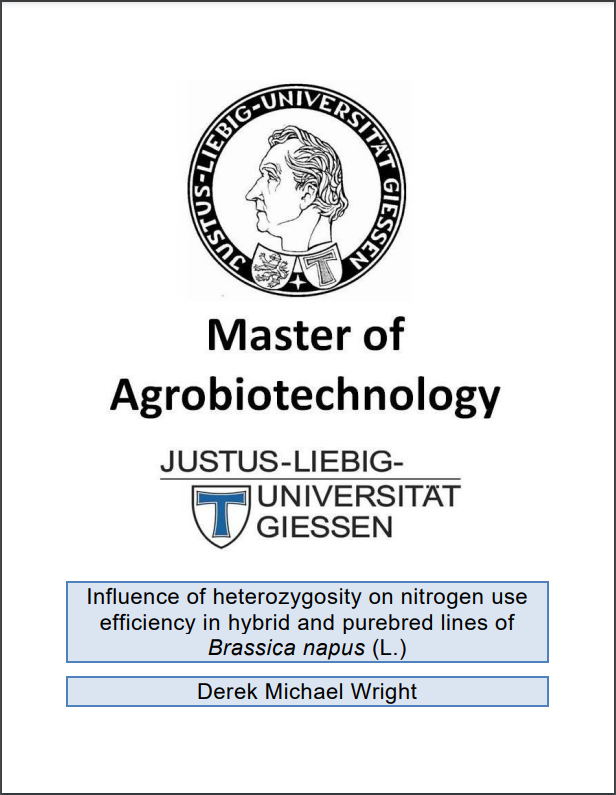 JUSTUS-LIEBIG-UNIVERSITÄT GIESSEN
Master of
Agrobiotechnology
JUSTUS-LIEBIG-
UNIVERSITÄT
GIESSEN
Influence of heterozygosity on nitrogen use
efficiency in hybrid and purebred lines of
Brassica napus (L.)
Derek Michael Wright